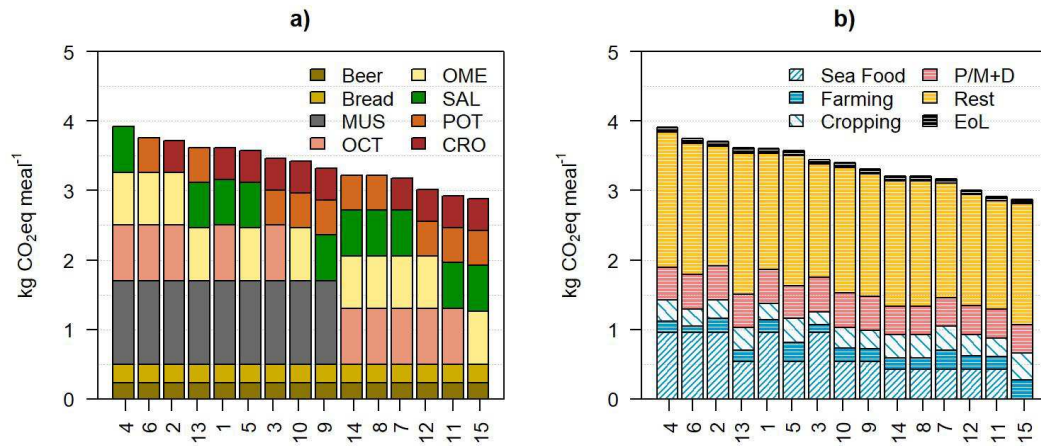 a)
kg CO₂eq meal⁻¹
5
4
3
2
1
0
Beer OME
Bread SAL
MUS POT
OCT CRO
4 6 2 13 1 5 3 10 9 14 8 7 12 11 15
b)
kg CO₂eq meal⁻¹
5
4
3
2
1
0
Sea Food P/M+D
Farming Rest
Cropping EoL
4 6 2 13 1 5 3 10 9 14 8 7 12 11 15